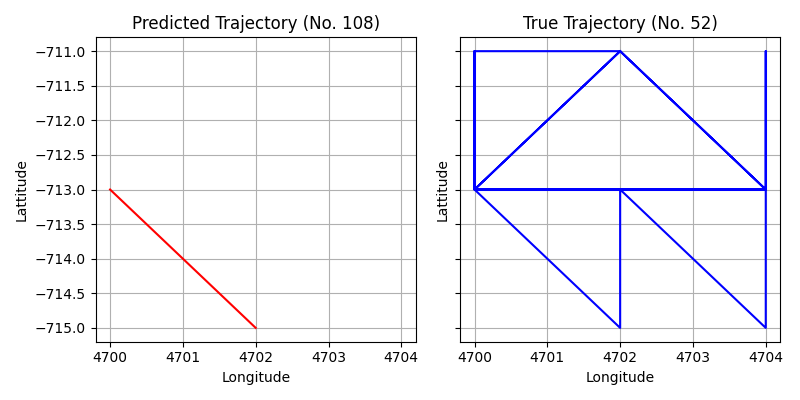 Predicted Trajectory (No. 108)
True Trajectory (No. 52)
Lattitude
−711.0
−711.5
−712.0
−712.5
−713.0
−713.5
−714.0
−714.5
−715.0
4700 4701 4702 4703 4704
Longitude
Lattitude
4700 4701 4702 4703 4704
Longitude